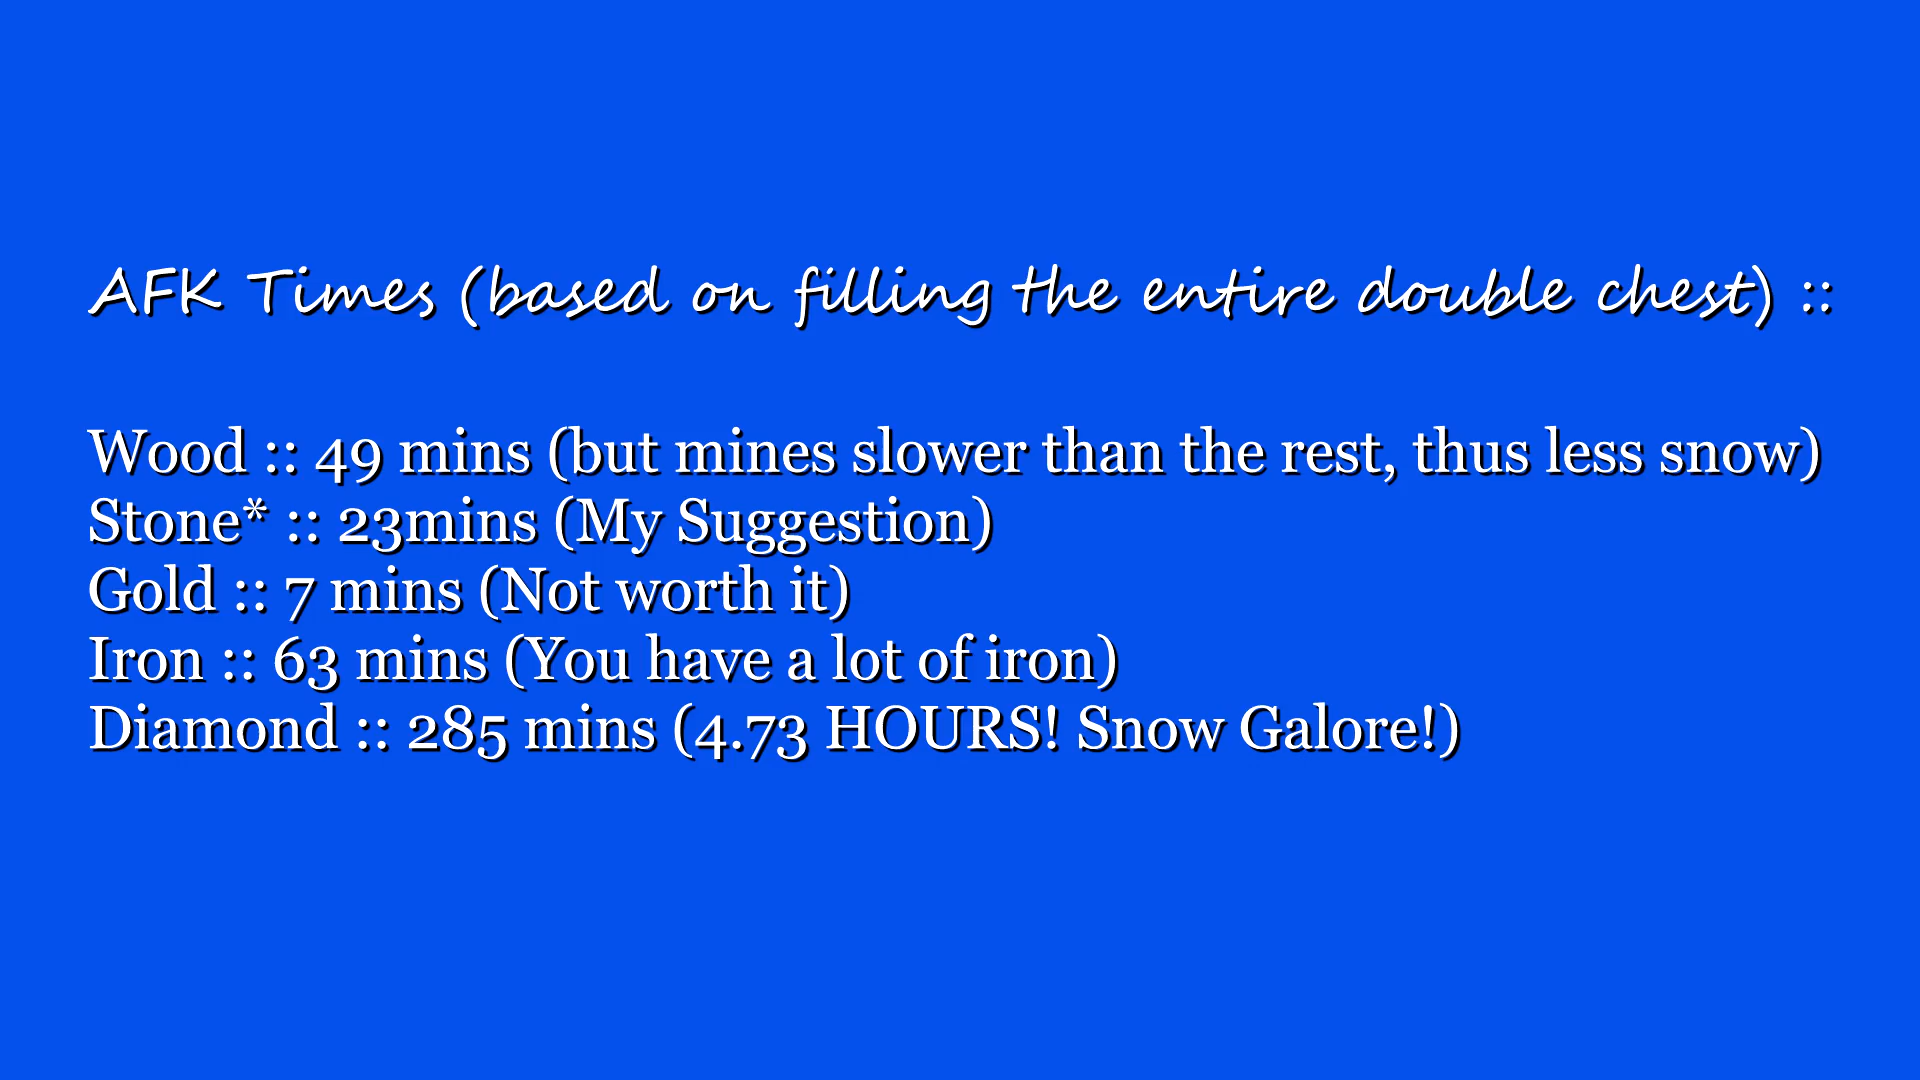 AFK Times (based on filling the entire double chest) ::
Wood :: 49 mins (but mines slower than the rest, thus less snow)
Stone* :: 23mins (My Suggestion)
Gold :: 7 mins (Not worth it)
Iron :: 63 mins (You have a lot of iron)
Diamond :: 285 mins (4.73 HOURS! Snow Galore!)